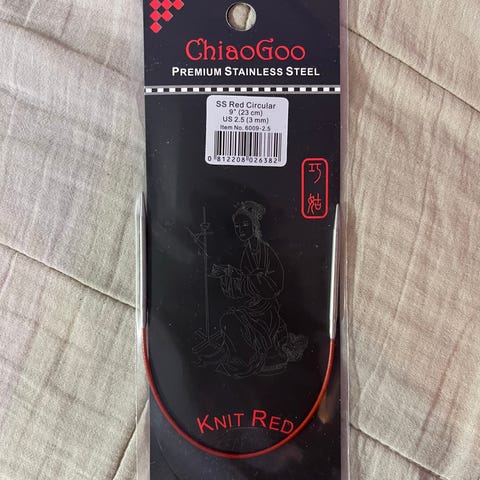 ChiaoGoo
PREMIUM STAINLESS STEEL
SS Red Circular
9" (23 cm)
US 2.5 (3 mm)
Item No. 6009-2.5
0 812208 026382
巧
姑
KNIT RED